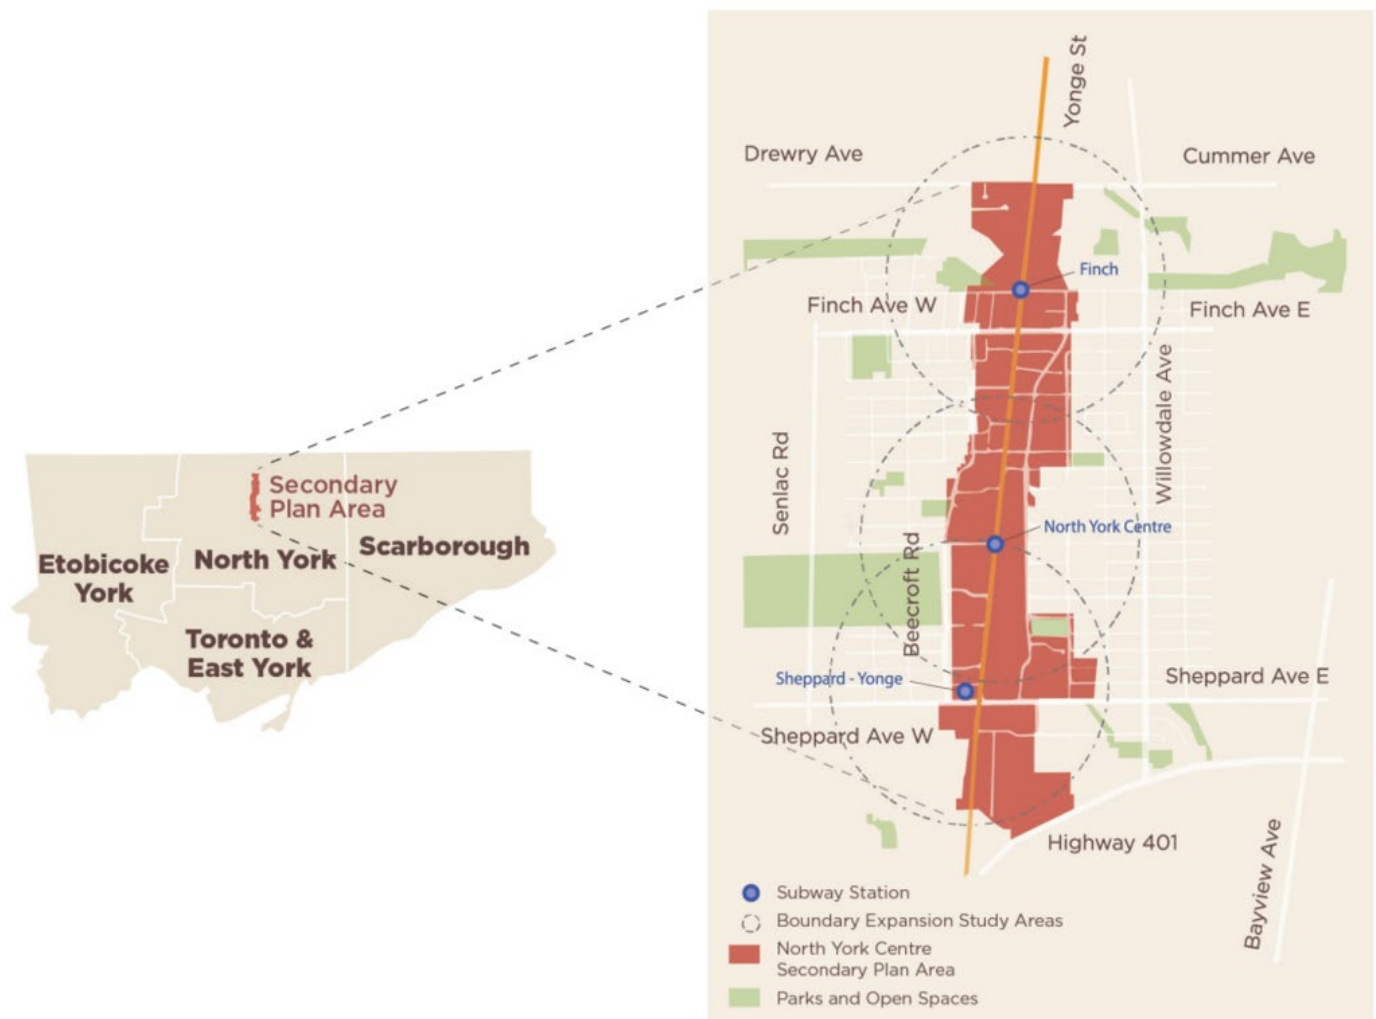 Secondary
Plan Area
Etobicoke
York
North York
Scarborough
Toronto &
East York
Yonge St
Drewry Ave
Cummer Ave
Finch
Finch Ave W
Finch Ave E
Willowdale Ave
Senlac Rd
North York Centre
Beecroft Rd
Sheppard - Yonge
Sheppard Ave E
Sheppard Ave W
Highway 401
Bayview Ave
Subway Station
Boundary Expansion Study Areas
North York Centre
Secondary Plan Area
Parks and Open Spaces